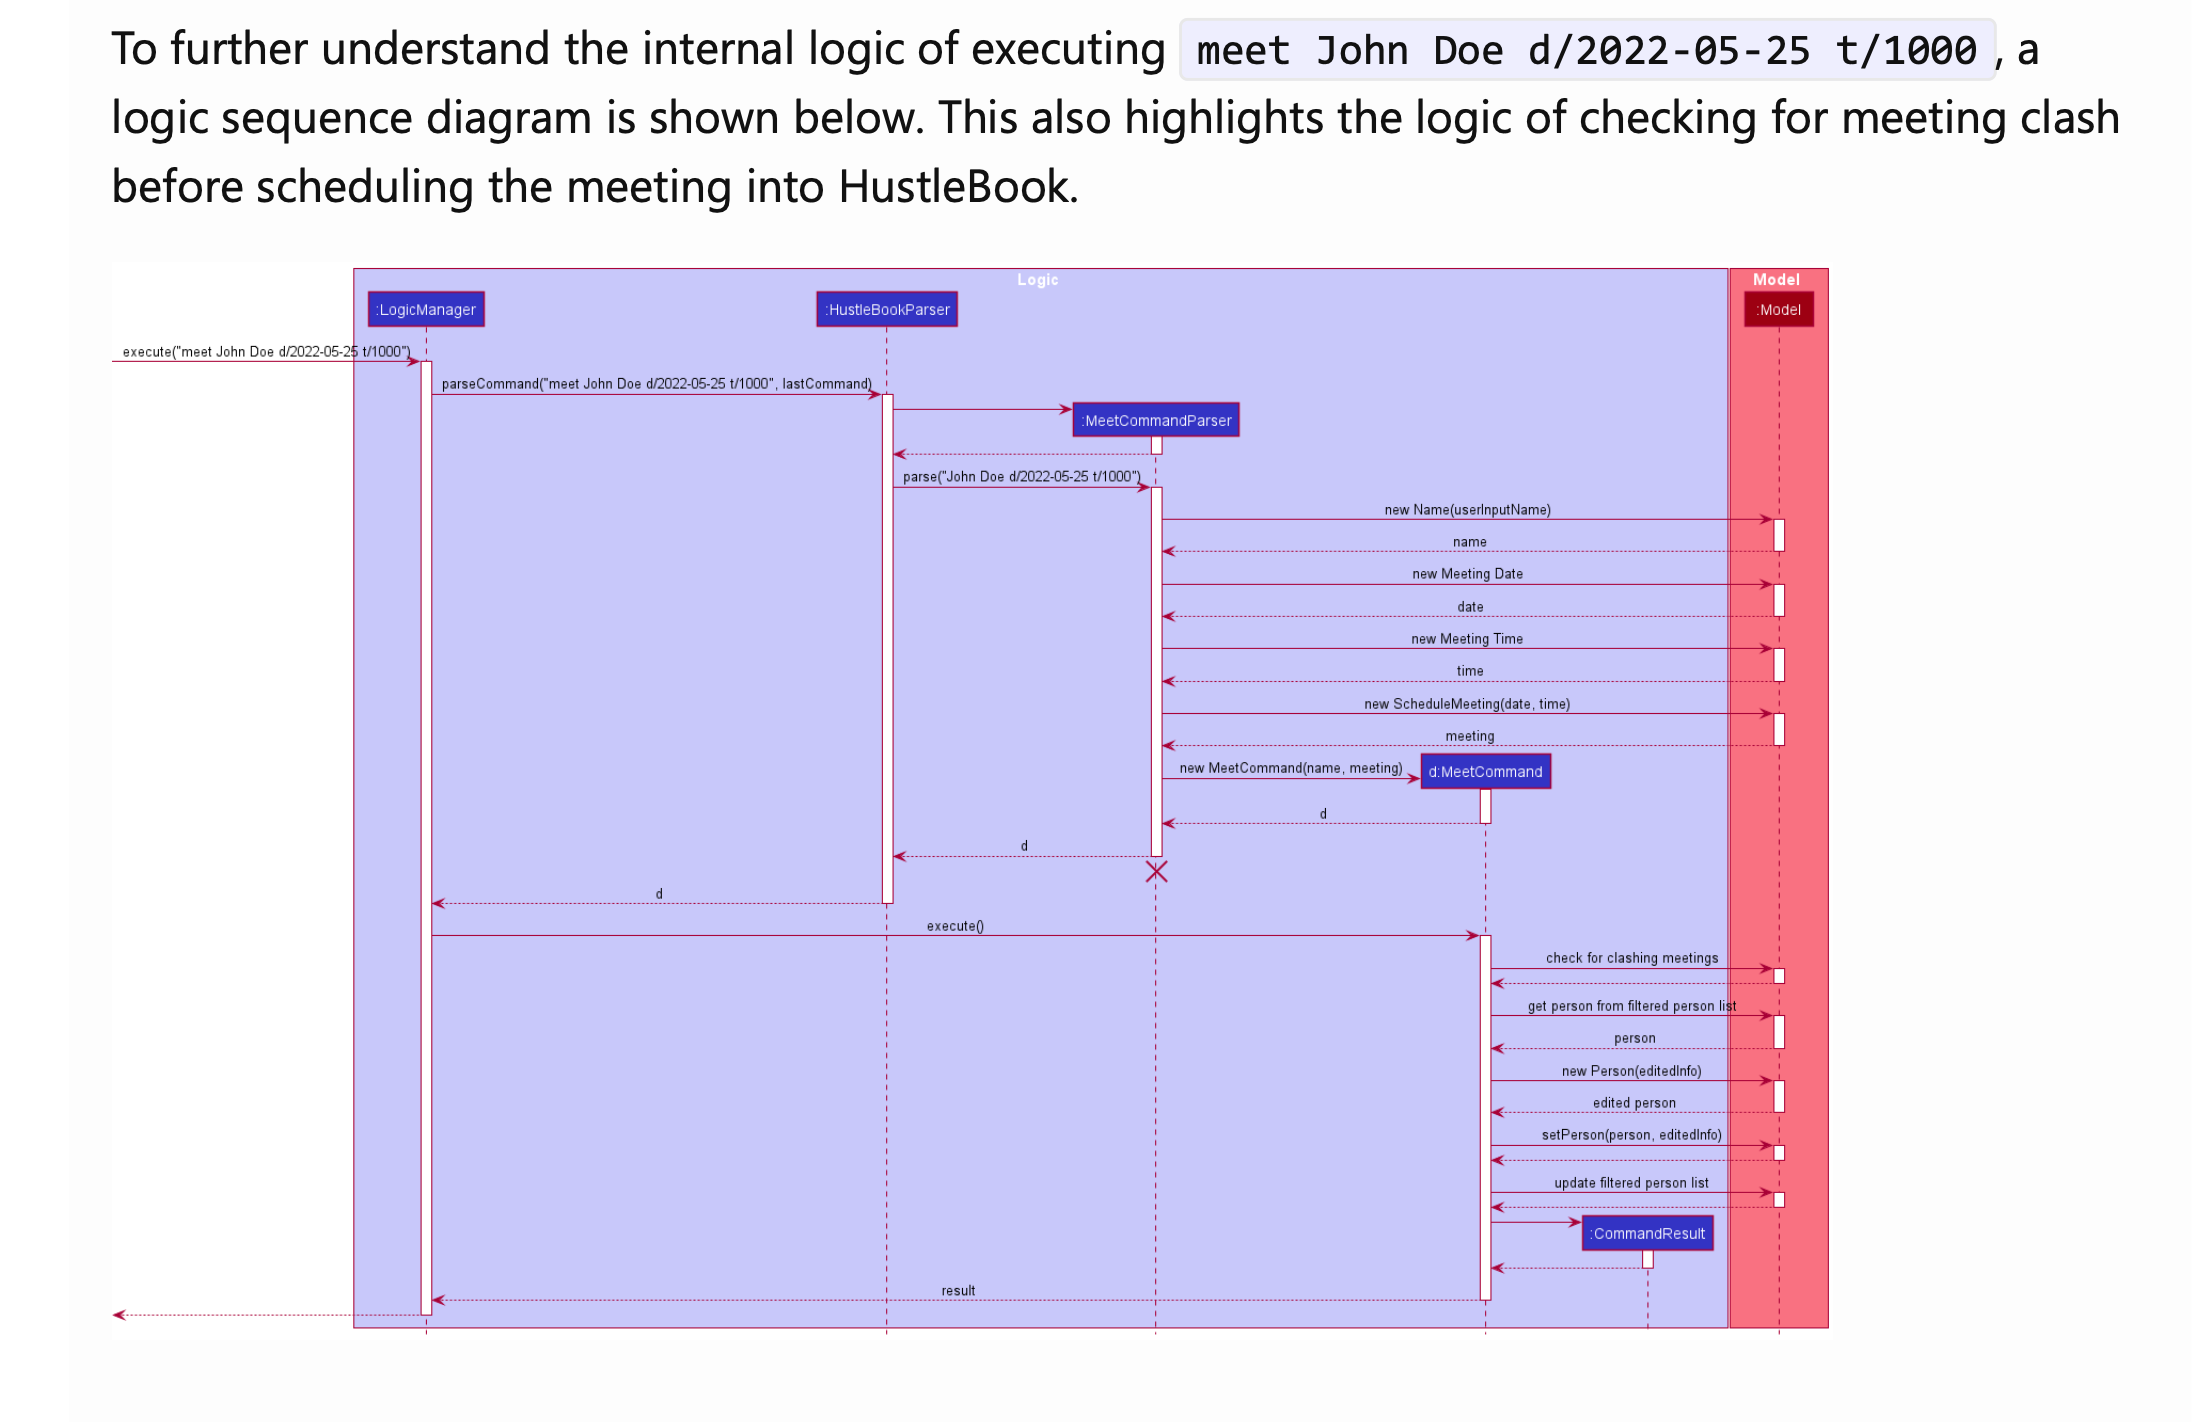 To further understand the internal logic of executing meet John Doe d/2022-05-25 t/1000, a
logic sequence diagram is shown below. This also highlights the logic of checking for meeting clash
before scheduling the meeting into HustleBook.
Logic
Model
:LogicManager
:HustleBookParser
:Model
execute("meet John Doe d/2022-05-25 t/1000")
parseCommand("meet John Doe d/2022-05-25 t/1000", lastCommand)
:MeetCommandParser
parse("John Doe d/2022-05-25 t/1000")
new Name(userInputName)
name
new Meeting Date
date
new Meeting Time
time
new ScheduleMeeting(date, time)
meeting
new MeetCommand(name, meeting)
d:MeetCommand
d
d
d
execute()
check for clashing meetings
get person from filtered person list
person
new Person(editedInfo)
edited person
setPerson(person, editedInfo)
update filtered person list
:CommandResult
result